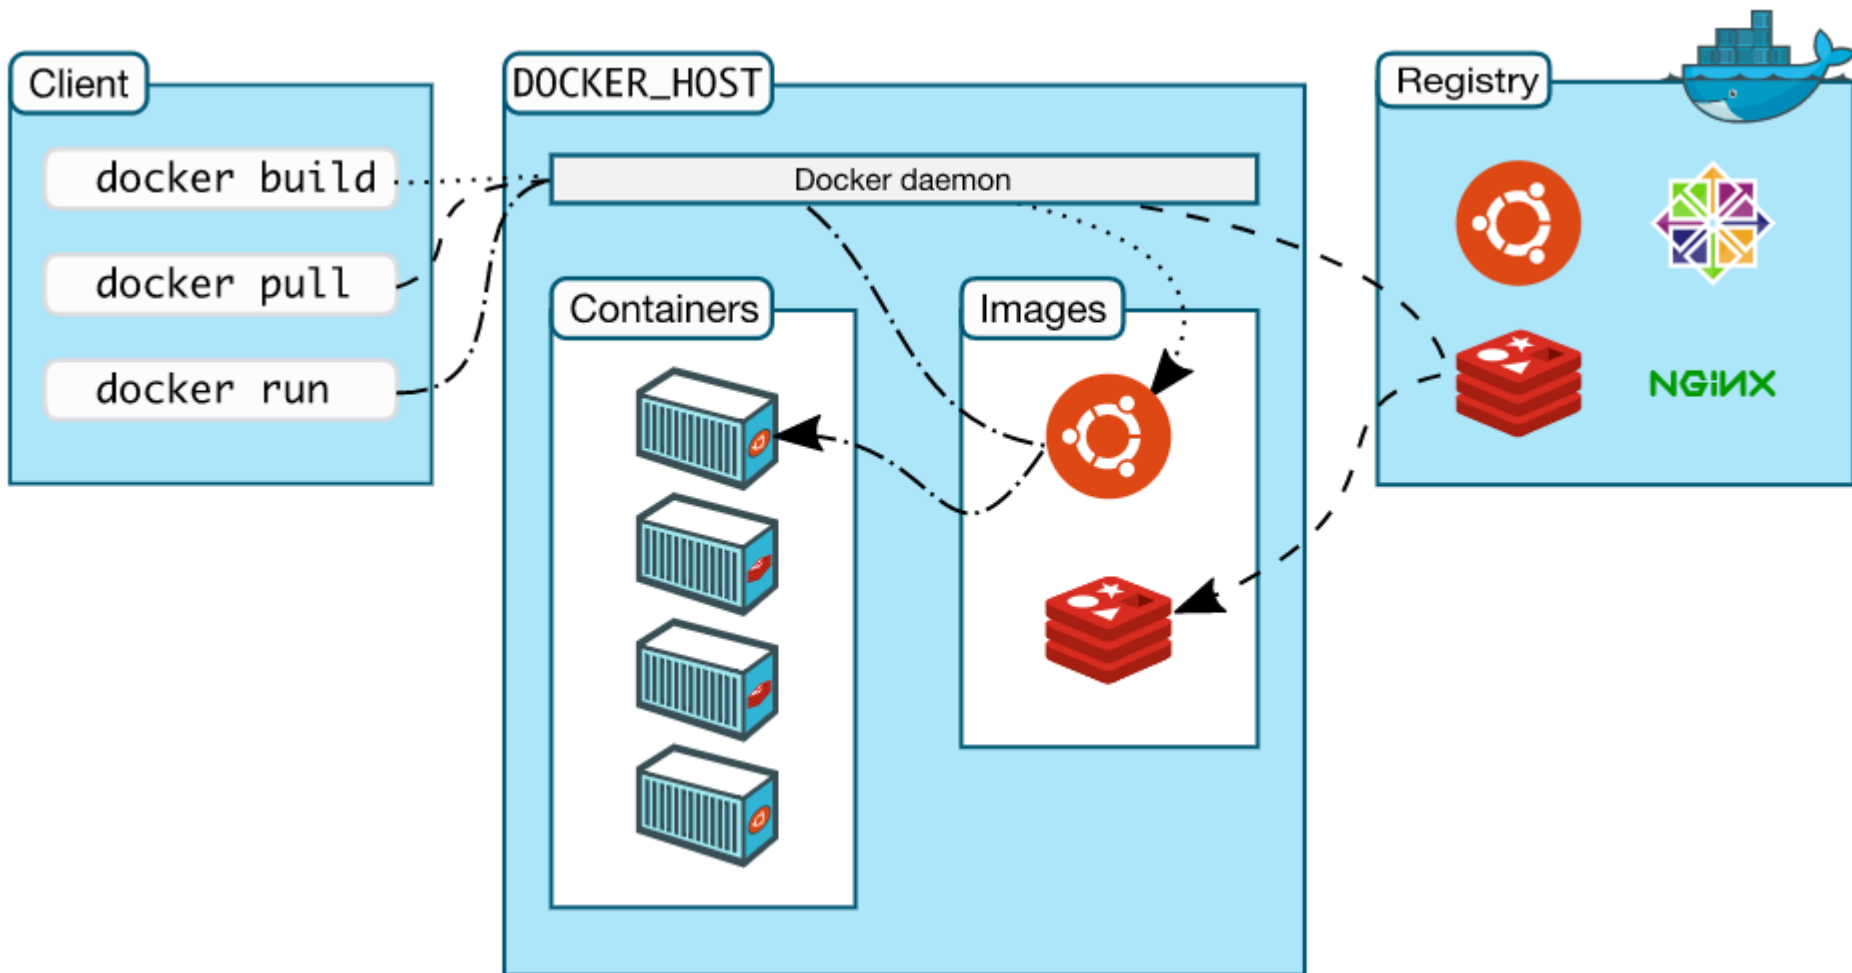 Client
docker build
docker pull
docker run
DOCKER_HOST
Docker daemon
Containers
Images
Registry
NGiNX